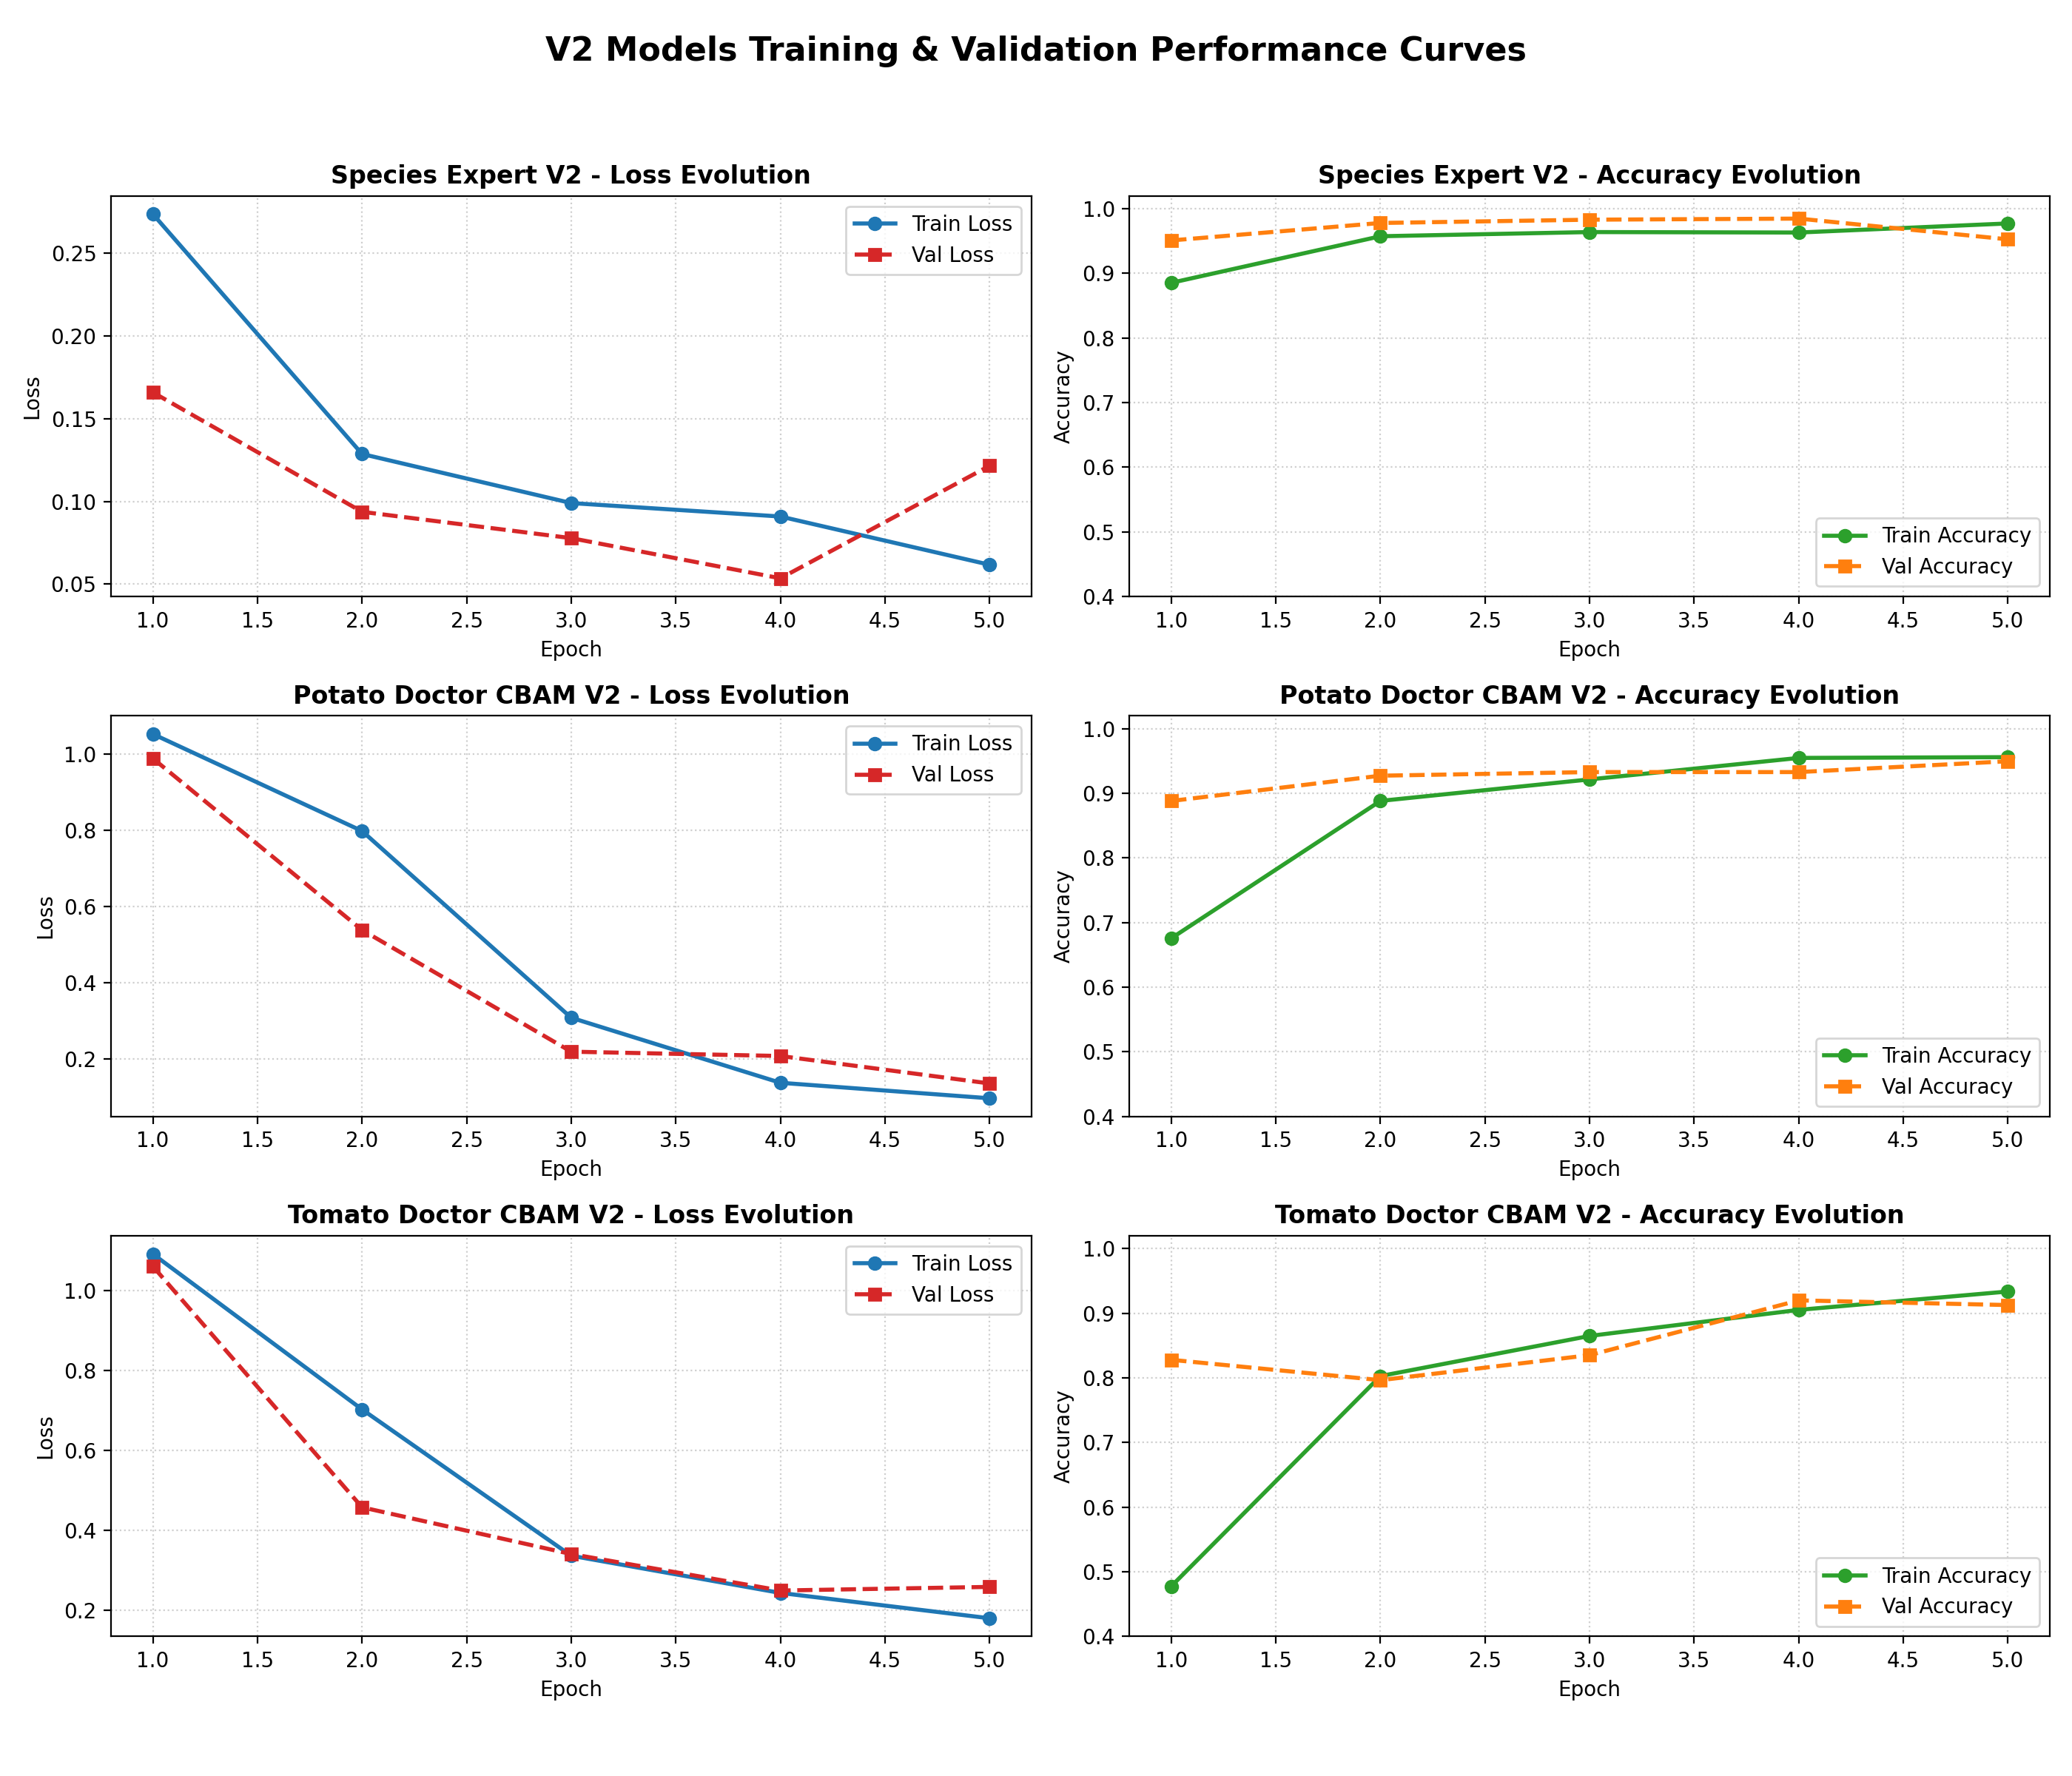 V2 Models Training & Validation Performance Curves
Species Expert V2 - Loss Evolution
Loss
0.25
0.20
0.15
0.10
0.05
Train Loss
Val Loss
1.0 1.5 2.0 2.5 3.0 3.5 4.0 4.5 5.0
Epoch
Species Expert V2 - Accuracy Evolution
Accuracy
1.0
0.9
0.8
0.7
0.6
0.5
0.4
Train Accuracy
Val Accuracy
1.0 1.5 2.0 2.5 3.0 3.5 4.0 4.5 5.0
Epoch
Potato Doctor CBAM V2 - Loss Evolution
Loss
1.0
0.8
0.6
0.4
0.2
Train Loss
Val Loss
1.0 1.5 2.0 2.5 3.0 3.5 4.0 4.5 5.0
Epoch
Potato Doctor CBAM V2 - Accuracy Evolution
Accuracy
1.0
0.9
0.8
0.7
0.6
0.5
0.4
Train Accuracy
Val Accuracy
1.0 1.5 2.0 2.5 3.0 3.5 4.0 4.5 5.0
Epoch
Tomato Doctor CBAM V2 - Loss Evolution
Loss
1.0
0.8
0.6
0.4
0.2
Train Loss
Val Loss
1.0 1.5 2.0 2.5 3.0 3.5 4.0 4.5 5.0
Epoch
Tomato Doctor CBAM V2 - Accuracy Evolution
Accuracy
1.0
0.9
0.8
0.7
0.6
0.5
0.4
Train Accuracy
Val Accuracy
1.0 1.5 2.0 2.5 3.0 3.5 4.0 4.5 5.0
Epoch